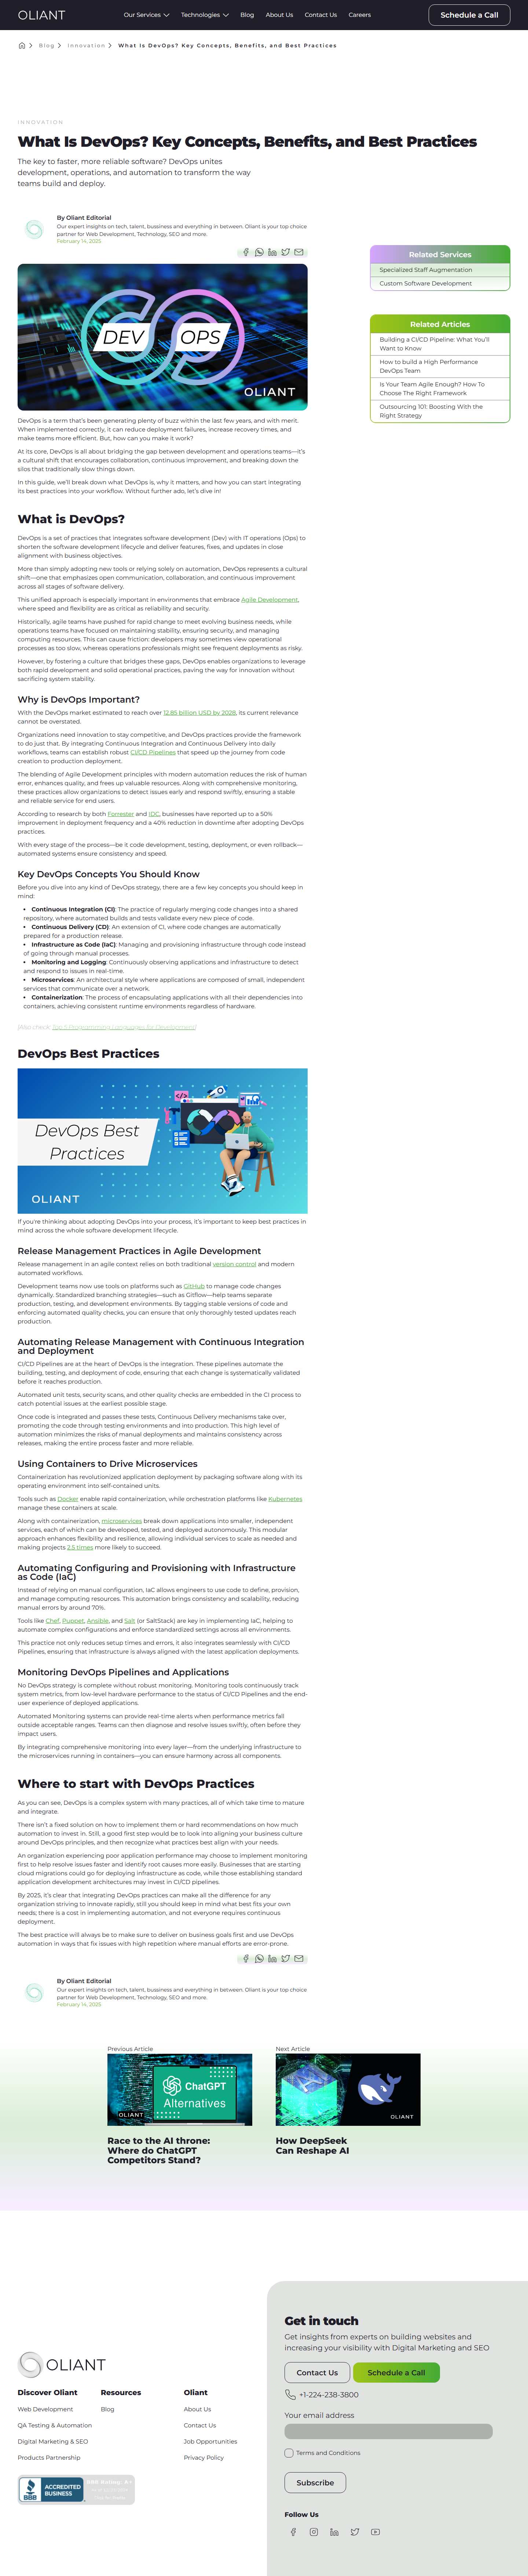 OLIANT
Our Services
Technologies
Blog
About Us
Contact Us
Careers
Schedule a Call
Blog
Innovation
What Is DevOps? Key Concepts, Benefits, and Best Practices
INNOVATION
What Is DevOps? Key Concepts, Benefits, and Best Practices
The key to faster, more reliable software? DevOps unites
development, operations, and automation to transform the way
teams build and deploy.
By Oliant Editorial
Our expert insights on tech, talent, bussiness and everything in between. Oliant is your top choice
partner for Web Development, Technology, SEO and more.
February 14, 2025
Related Services
Specialized Staff Augmentation
Custom Software Development
Related Articles
Building a CI/CD Pipeline: What You'll
Want to Know
How to build a High Performance
DevOps Team
Is Your Team Agile Enough? How To
Choose The Right Framework
Outsourcing 101: Boosting With the
Right Strategy
DEV OPS
OLIANT
DevOps is a term that's been generating plenty of buzz within the last few years, and with merit.
When implemented correctly, it can reduce deployment failures, increase recovery times, and
make teams more efficient. But, how can you make it work?
At its core, DevOps is all about bridging the gap between development and operations teams—it's
a cultural shift that encourages collaboration, continuous improvement, and breaking down the
silos that traditionally slow things down.
In this guide, we'll break down what DevOps is, why it matters, and how you can start integrating
its best practices into your workflow. Without further ado, let's dive in!
What is DevOps?
DevOps is a set of practices that integrates software development (Dev) with IT operations (Ops) to
shorten the software development lifecycle and deliver features, fixes, and updates in close
alignment with business objectives.
More than simply adopting new tools or relying solely on automation, DevOps represents a cultural
shift—one that emphasizes open communication, collaboration, and continuous improvement
across all stages of software delivery.
This unified approach is especially important in environments that embrace Agile Development,
where speed and flexibility are as critical as reliability and security.
Historically, agile teams have pushed for rapid change to meet evolving business needs, while
operations teams have focused on maintaining stability, ensuring security, and managing
computing resources. This can cause friction: developers may sometimes view operational
processes as too slow, whereas operations professionals might see frequent deployments as risky.
However, by fostering a culture that bridges these gaps, DevOps enables organizations to leverage
both rapid development and solid operational practices, paving the way for innovation without
sacrificing system stability.
Why is DevOps Important?
With the DevOps market estimated to reach over 12.85 billion USD by 2028, its current relevance
cannot be overstated.
Organizations need innovation to stay competitive, and DevOps practices provide the framework
to do just that. By integrating Continuous Integration and Continuous Delivery into daily
workflows, teams can establish robust CI/CD Pipelines that speed up the journey from code
creation to production deployment.
The blending of Agile Development principles with modern automation reduces the risk of human
error, enhances quality, and frees up valuable resources. Along with comprehensive monitoring,
these practices allow organizations to detect issues early and respond swiftly, ensuring a stable
and reliable service for end users.
According to research by both Forrester and IDC, businesses have reported up to a 50%
improvement in deployment frequency and a 40% reduction in downtime after adopting DevOps
practices.
With every stage of the process—be it code development, testing, deployment, or even rollback—
automated systems ensure consistency and speed.
Key DevOps Concepts You Should Know
Before you dive into any kind of DevOps strategy, there are a few key concepts you should keep in
mind:
• Continuous Integration (CI): The practice of regularly merging code changes into a shared
repository, where automated builds and tests validate every new piece of code.
• Continuous Delivery (CD): An extension of CI, where code changes are automatically
prepared for a production release.
• Infrastructure as Code (IaC): Managing and provisioning infrastructure through code instead
of going through manual processes.
• Monitoring and Logging: Continuously observing applications and infrastructure to detect
and respond to issues in real-time.
• Microservices: An architectural style where applications are composed of small, independent
services that communicate over a network.
• Containerization: The process of encapsulating applications with all their dependencies into
containers, achieving consistent runtime environments regardless of hardware.
DevOps Best Practices
DevOps Best
Practices
OLIANT
If you're thinking about adopting DevOps into your process, it's important to keep best practices in
mind across the whole software development lifecycle.
Release Management Practices in Agile Development
Release management in an agile context relies on both traditional version control and modern
automated workflows.
Development teams now use tools on platforms such as GitHub to manage code changes
dynamically. Standardized branching strategies—such as Gitflow—help teams separate
production, testing, and development environments. By tagging stable versions of code and
enforcing automated quality checks, you can ensure that only thoroughly tested updates reach
production.
Automating Release Management with Continuous Integration
and Deployment
CI/CD Pipelines are at the heart of DevOps is the integration. These pipelines automate the
building, testing, and deployment of code, ensuring that each change is systematically validated
before it reaches production.
Automated unit tests, security scans, and other quality checks are embedded in the CI process to
catch potential issues at the earliest possible stage.
Once code is integrated and passes these tests, Continuous Delivery mechanisms take over,
promoting the code through testing environments and into production. This high level of
automation minimizes the risks of manual deployments and maintains consistency across
releases, making the entire process faster and more reliable.
Using Containers to Drive Microservices
Containerization has revolutionized application deployment by packaging software along with its
operating environment into self-contained units.
Tools such as Docker enable rapid containerization, while orchestration platforms like Kubernetes
manage these containers at scale.
Along with containerization, microservices break down applications into smaller, independent
services, each of which can be developed, tested, and deployed autonomously. This modular
approach enhances flexibility and resilience, allowing individual services to scale as needed and
making projects 2.5 times more likely to succeed.
Automating Configuring and Provisioning with Infrastructure
as Code (IaC)
Instead of relying on manual configuration, IaC allows engineers to use code to define, provision,
and manage computing resources. This automation brings consistency and scalability, reducing
manual errors by around 70%.
Tools like Chef, Puppet, Ansible, and Salt (or SaltStack) are key in implementing IaC, helping to
automate complex configurations and enforce standardized settings across all environments.
This practice not only reduces setup times and errors, it also integrates seamlessly with CI/CD
Pipelines, ensuring that infrastructure is always aligned with the latest application deployments.
Monitoring DevOps Pipelines and Applications
No DevOps strategy is complete without robust monitoring. Monitoring tools continuously track
system metrics, from low-level hardware performance to the status of CI/CD Pipelines and the end-
user experience of deployed applications.
Automated Monitoring systems can provide real-time alerts when performance metrics fall
outside acceptable ranges. Teams can then diagnose and resolve issues swiftly, often before they
impact users.
By integrating comprehensive monitoring into every layer—from the underlying infrastructure to
the microservices running in containers—you can ensure harmony across all components.
Where to start with DevOps Practices
As you can see, DevOps is a complex system with many practices, all of which take time to mature
and integrate.
There isn't a fixed solution on how to implement them or hard recommendations on how much
automation to invest in. Still, a good first step would be to look into aligning your business culture
around DevOps principles, and then recognize what practices best align with your needs.
An organization experiencing poor application performance may choose to implement monitoring
first to help resolve issues faster and identify root causes more easily. Businesses that are starting
cloud migrations could go for deploying infrastructure as code, while those establishing standard
application development architectures may invest in CI/CD pipelines.
By 2025, it's clear that integrating DevOps practices can make all the difference for any
organization striving to innovate rapidly, still you should keep in mind what best fits your own
needs; there is a cost in implementing automation, and not everyone requires continuous
deployment.
The best practice will always be to make sure to deliver on business goals first and use DevOps
automation in ways that fix issues with high repetition where manual efforts are error-prone.
By Oliant Editorial
Our expert insights on tech, talent, bussiness and everything in between. Oliant is your top choice
partner for Web Development, Technology, SEO and more.
February 14, 2025
Previous Article
ChatGPT
Alternatives
OLIANT
Race to the AI throne:
Where do ChatGPT
Competitors Stand?
Next Article
OLIANT
How DeepSeek
Can Reshape AI
OLIANT
Discover Oliant
Web Development
QA Testing & Automation
Digital Marketing & SEO
Products Partnership
Resources
Blog
Oliant
About Us
Contact Us
Job Opportunities
Privacy Policy
BBB
ACCREDITED
BUSINESS
BBB Rating: A+
Get in touch
Get insights from experts on building websites and
increasing your visibility with Digital Marketing and SEO
Contact Us
Schedule a Call
+1-224-238-3800
Your email address
Terms and Conditions
Subscribe
Follow Us